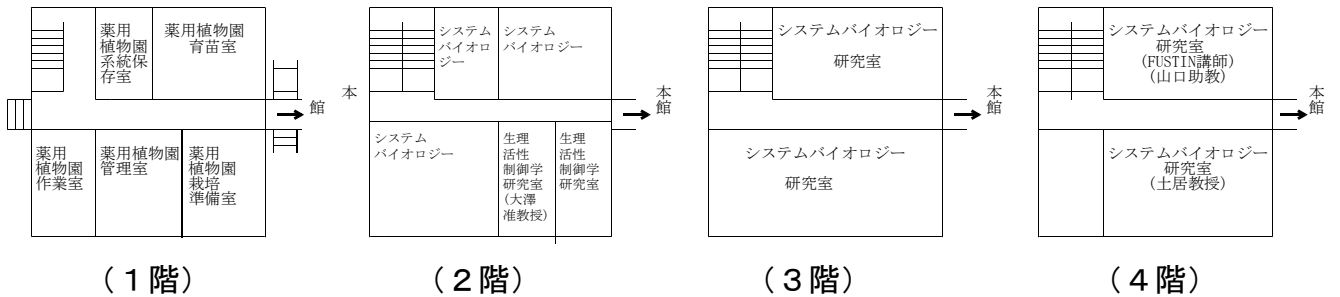 薬用
植物園
系統保
存室
薬用植物園
育苗室
薬用
植物園
作業室
薬用植物園
管理室
薬用
植物園
栽培
準備室
本
館
(1階)
システム
バイオロ
ジー
システム
バイオロジー
システム
バイオロジー
生理
活性
制御学
研究室
(大澤
准教授)
生理
活性
制御学
研究室
本
館
(2階)
システムバイオロジー
研究室
システムバイオロジー
研究室
本
館
(3階)
システムバイオロジー
研究室
(FUSTIN講師)
(山口助教)
システムバイオロジー
研究室
(土居教授)
本
館
(4階)